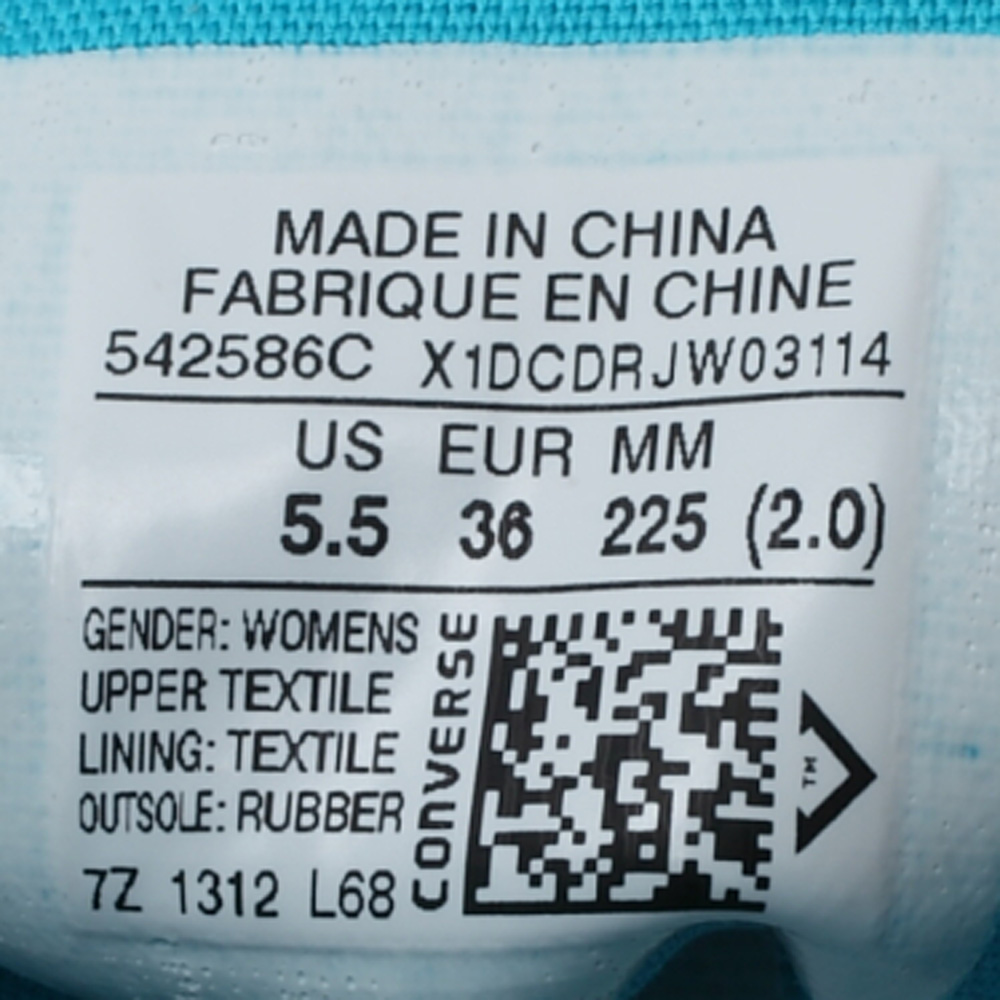 MADE IN CHINA
FABRIQUE EN CHINE
542586C X1DCDRJW03114
US EUR MM
5.5 36 225 (2.0)
GENDER: WOMENS
UPPER TEXTILE
LINING: TEXTILE
OUTSOLE: RUBBER
7Z 1312 L68
CONVERSE
TM